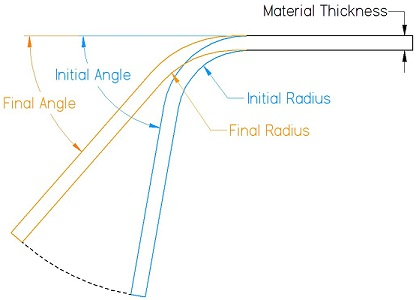 Material Thickness
Initial Angle
Final Angle
Initial Radius
Final Radius